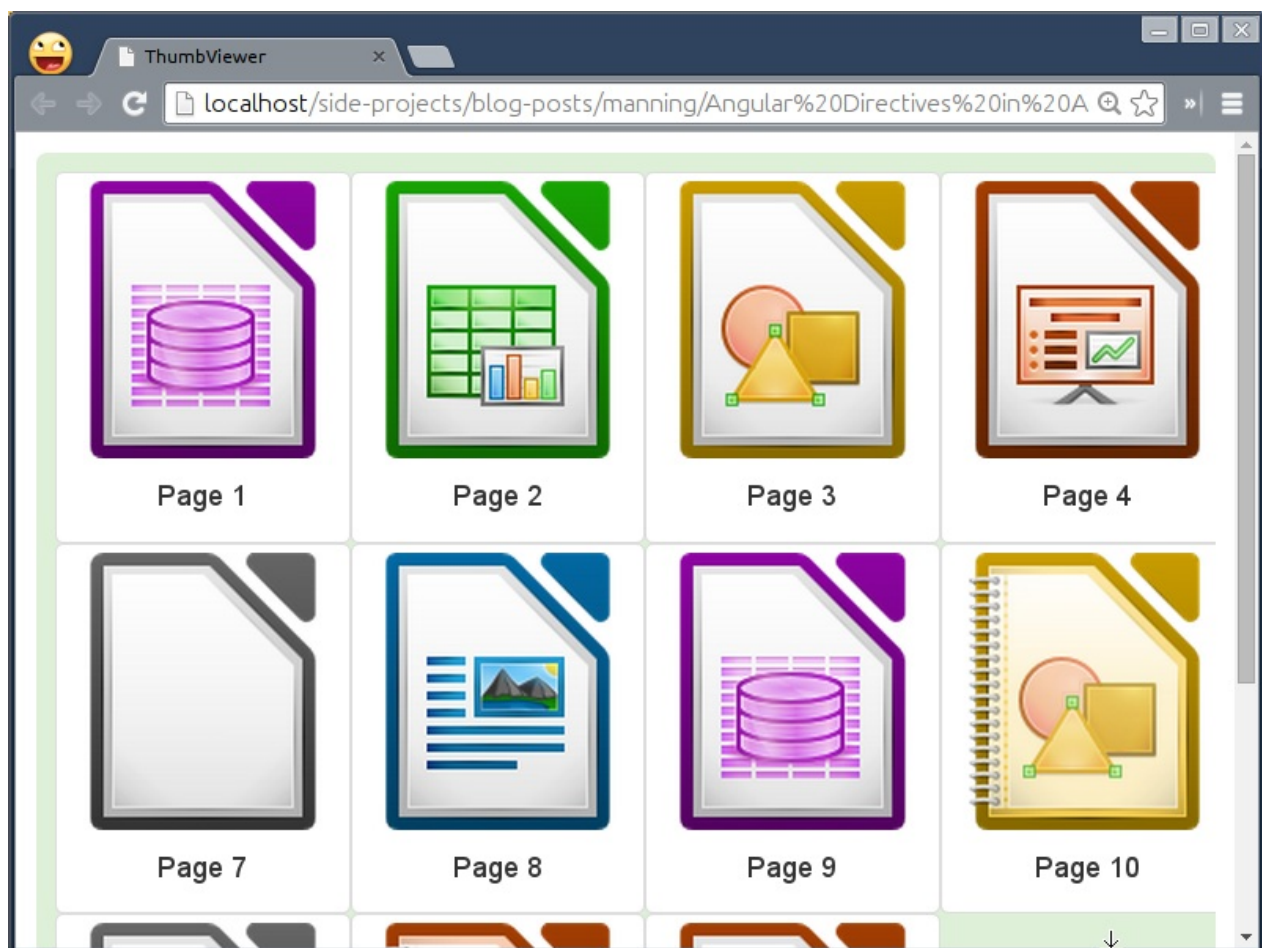 ThumbViewer
localhost/side-projects/blog-posts/manning/Angular%20Directives%20in%20A
Page 1
Page 2
Page 3
Page 4
Page 7
Page 8
Page 9
Page 10